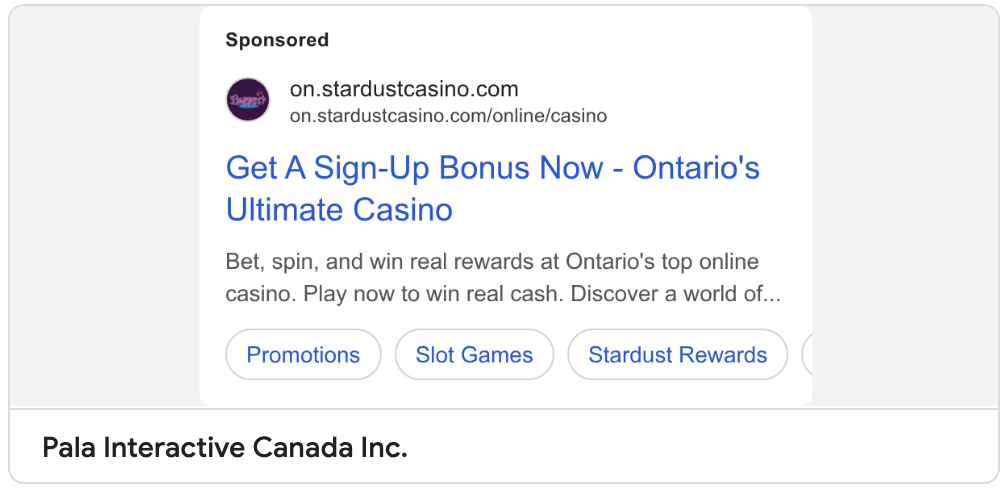 Sponsored
on.stardustcasino.com
on.stardustcasino.com/online/casino
Get A Sign-Up Bonus Now - Ontario's
Ultimate Casino
Bet, spin, and win real rewards at Ontario's top online
casino. Play now to win real cash. Discover a world of...
Promotions
Slot Games
Stardust Rewards
Pala Interactive Canada Inc.